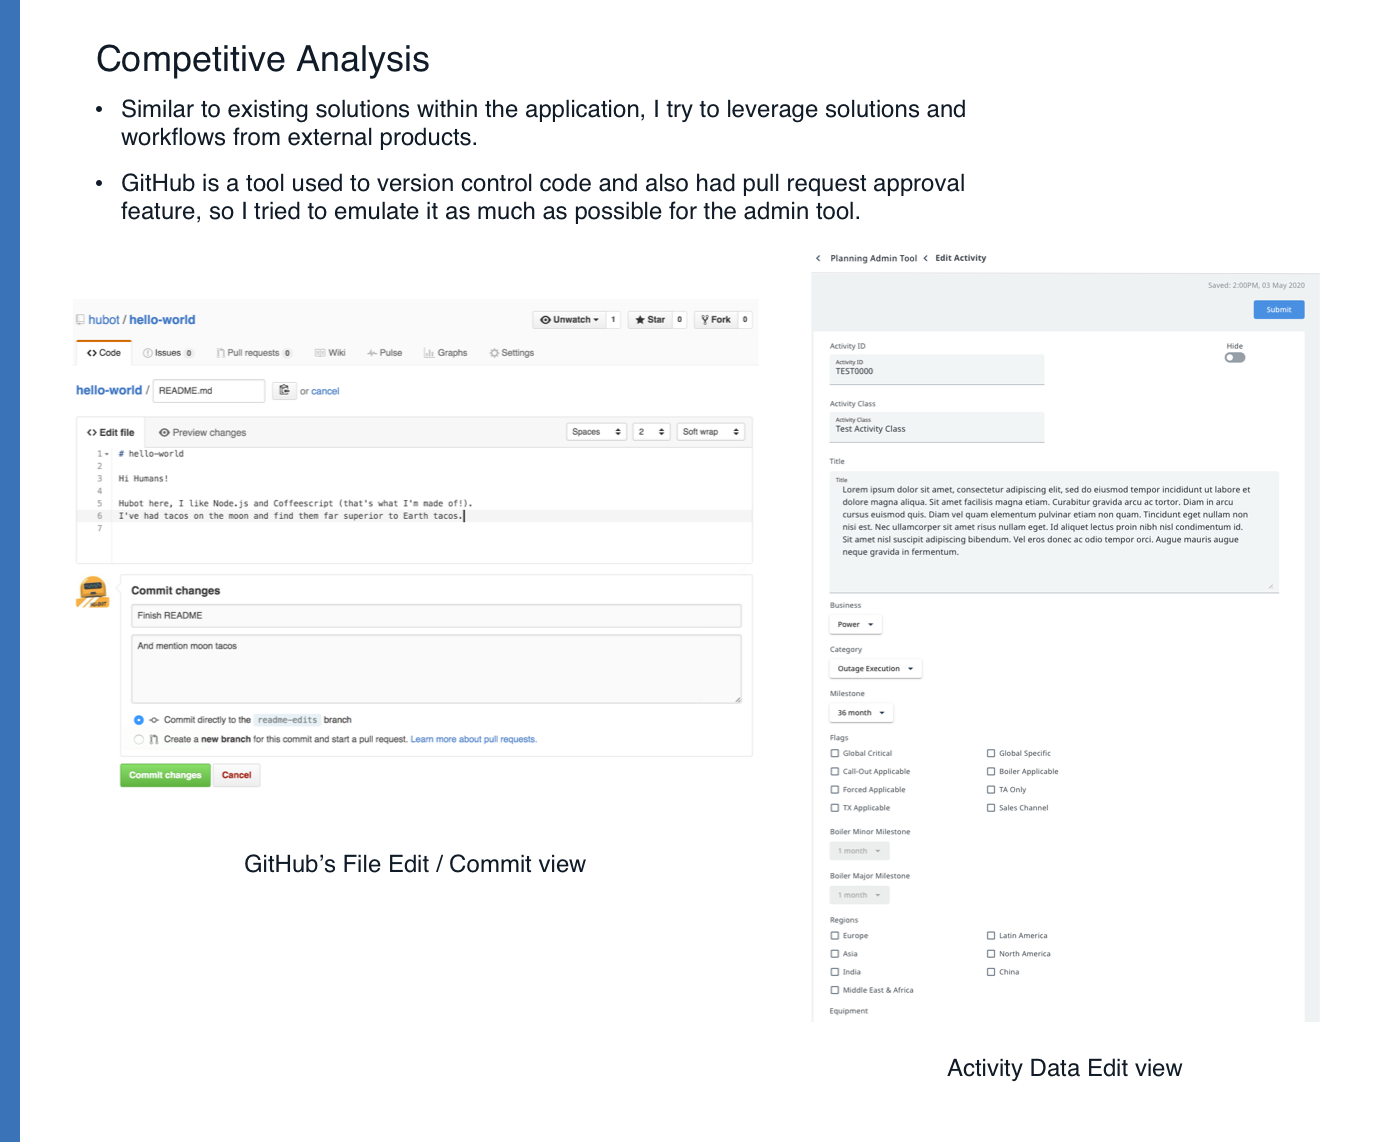 Competitive Analysis
• Similar to existing solutions within the application, I try to leverage solutions and
workflows from external products.
• GitHub is a tool used to version control code and also had pull request approval
feature, so I tried to emulate it as much as possible for the admin tool.
hubot / hello-world
Unwatch 1 Star 0 Fork 0
Code Issues 0 Pull requests 0 Wiki Pulse Graphs Settings
hello-world / README.md or cancel
Edit file Preview changes Spaces 2 Soft wrap
1 # hello-world
2
3 Hi Humans!
4
5 Hubot here, I like Node.js and Coffeescript (that's what I'm made of!).
6 I've had tacos on the moon and find them far superior to Earth tacos.
7
Commit changes
Finish README
And mention moon tacos
Commit directly to the readme-edits branch
Create a new branch for this commit and start a pull request. Learn more about pull requests.
Commit changes Cancel
GitHub's File Edit / Commit view
< Planning Admin Tool < Edit Activity
Saved: 2:00PM, 03 May 2020
Submit
Activity ID
Hide
Activity ID
TEST0000
Activity Class
Activity Class
Test Activity Class
Title
Title
Lorem ipsum dolor sit amet, consectetur adipiscing elit, sed do eiusmod tempor incididunt ut labore et
dolore magna aliqua. Sit amet facilisis magna etiam. Curabitur gravida arcu ac tortor. Diam in arcu
cursus euismod quis. Diam vel quam elementum pulvinar etiam non quam. Tincidunt eget nullam non
nisi est. Nec ullamcorper sit amet risus nullam eget. Id aliquet lectus proin nibh nisl condimentum id.
Sit amet nisl suscipit adipiscing bibendum. Vel eros donec ac odio tempor orci. Augue mauris augue
neque gravida in fermentum.
Business
Power
Category
Outage Execution
Milestone
36 month
Flags
Global Critical Global Specific
Call-Out Applicable Boiler Applicable
Forced Applicable TA Only
TX Applicable Sales Channel
Boiler Minor Milestone
1 month
Boiler Major Milestone
1 month
Regions
Europe Latin America
Asia North America
India China
Middle East & Africa
Equipment
Activity Data Edit view